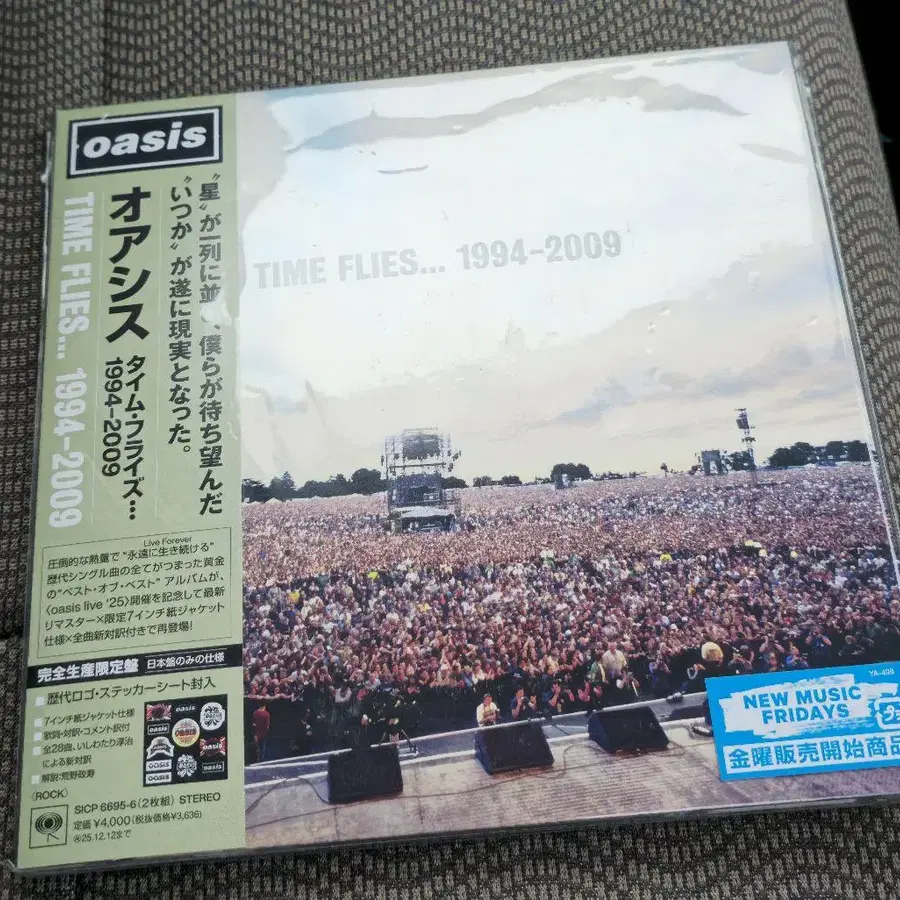 oasis
"星"が一列に並 、僕らが待ち望んだ
"いつか"が遂に現実となった。
オアシス
タイム・フライズ…
1994–2009
TIME FLIES... 1994–2009
Live Forever
圧倒的な熱量で"永遠に生き続ける"
歴代シングル曲の全てがつまった黄金
の"ベスト・オブ・ベスト"アルバムが、
〈oasis live '25〉開催を記念して最新
リマスター×限定7インチ紙ジャケット
仕様×全曲新対訳付きで再登場!
完全生産限定盤 日本盤のみの仕様
■歴代ロゴ・ステッカーシート封入
■7インチ紙ジャケット仕様
■歌詞・対訳・コメント訳付
■全28曲、いしわたり淳治
による新対訳
■解説:荒野政寿
〈ROCK〉
SICP 6695-6 (2枚組) STEREO
定価 ¥4,000(税抜価格¥3,636)
25.12.12まで
TIME FLIES... 1994–2009
YA-499
NEW MUSIC
FRIDAYS
金曜販売開始商品